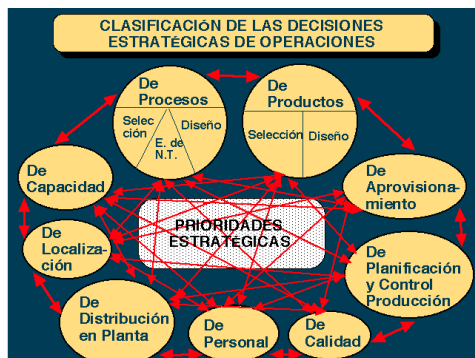 CLASIFICACIÓN DE LAS DECISIONES
ESTRATÉGICAS DE OPERACIONES
De
Procesos
Selec
ción
Diseño
E. de
N.T.
De
Productos
Selección
Diseño
De
Capacidad
De
Aprovisiona-
miento
PRIORIDADES
ESTRATÉGICAS
De
Localiza-
ción
De
Planificación
y Control
Producción
De
Distribución
en Planta
De
Personal
De
Calidad